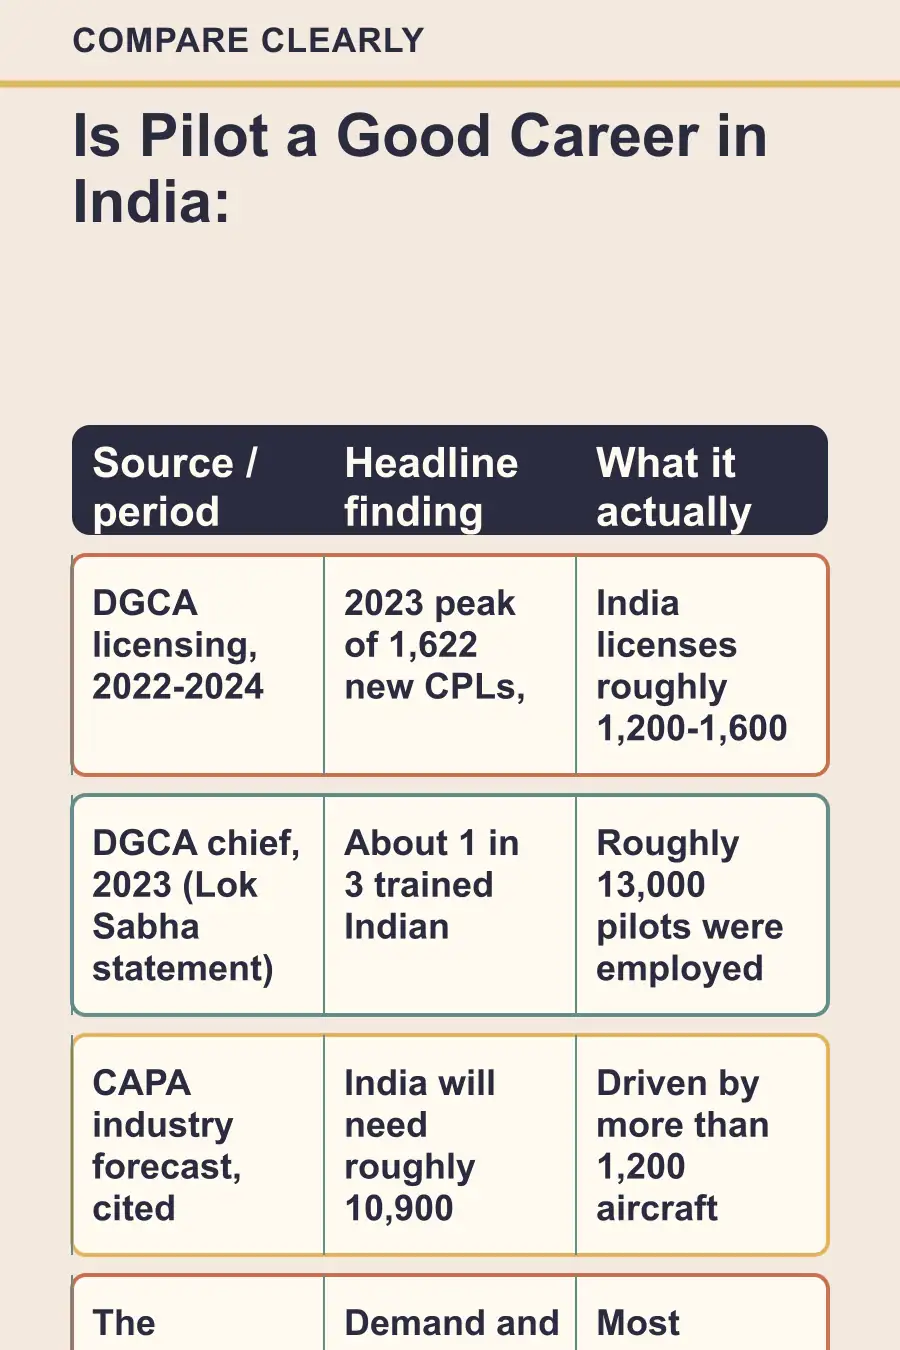 COMPARE CLEARLY
Is Pilot a Good Career in
India:
Source /
period
Headline
finding
What it
actually
DGCA
licensing,
2022-2024
2023 peak
of 1,622
new CPLs,
India
licenses
roughly
1,200-1,600
DGCA chief,
2023 (Lok
Sabha
statement)
About 1 in
3 trained
Indian
Roughly
13,000
pilots were
employed
CAPA
industry
forecast,
cited
India will
need
roughly
10,900
Driven by
more than
1,200
aircraft
The
Demand and
Most